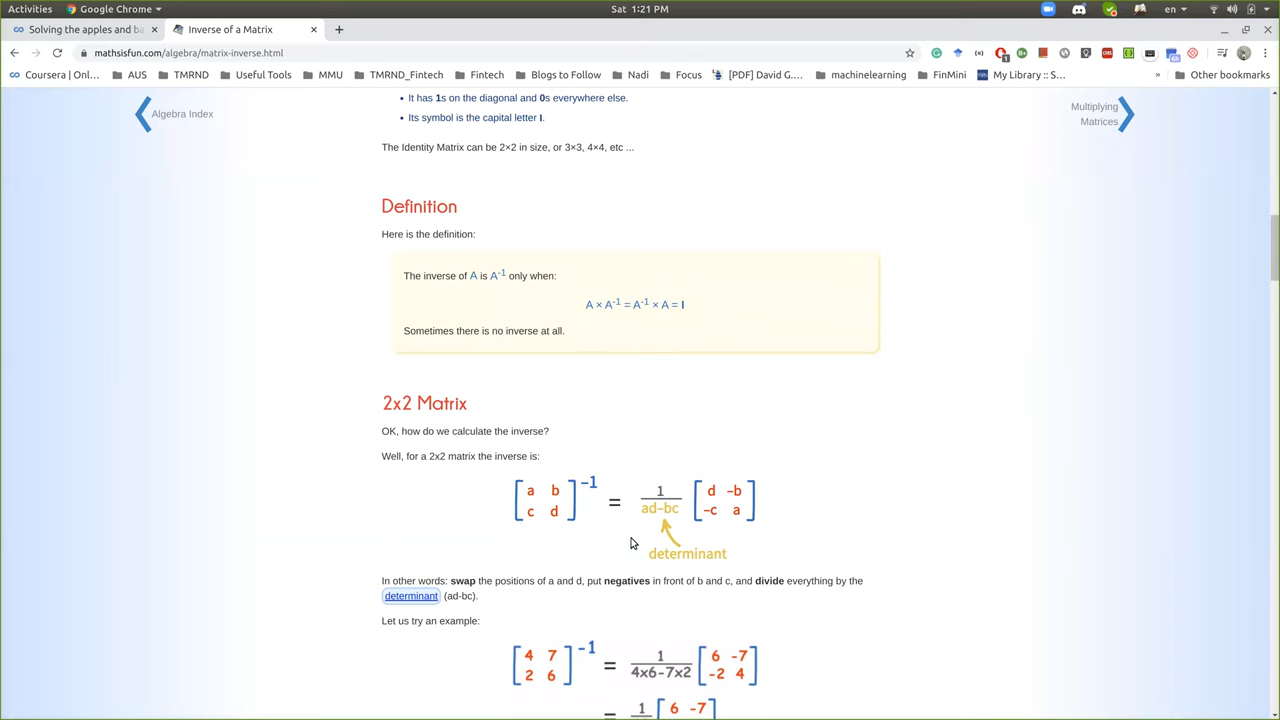 Activities Google Chrome Sat 1:21 PM en
Solving the apples and ba × Inverse of a Matrix × +
mathsisfun.com/algebra/matrix-inverse.html
Coursera | Onl... AUS TMRND Useful Tools MMU TMRND_Fintech Fintech Blogs to Follow Nadi Focus [PDF] David G.... machinelearning FinMini My Library :: S... » Other bookmarks
• It has 1s on the diagonal and 0s everywhere else.
Algebra Index
Multiplying
Matrices
• Its symbol is the capital letter I.
The Identity Matrix can be 2×2 in size, or 3×3, 4×4, etc ...
Definition
Here is the definition:
The inverse of A is A⁻¹ only when:
A × A⁻¹ = A⁻¹ × A = I
Sometimes there is no inverse at all.
2x2 Matrix
OK, how do we calculate the inverse?
Well, for a 2x2 matrix the inverse is:
[a b] -1 = 1 [d -b]
[c d] ad-bc [-c a]
determinant
In other words: swap the positions of a and d, put negatives in front of b and c, and divide everything by the
determinant (ad-bc).
Let us try an example:
[4 7] -1 = 1 [6 -7]
[2 6] 4x6-7x2 [-2 4]
= 1 [6 -7]